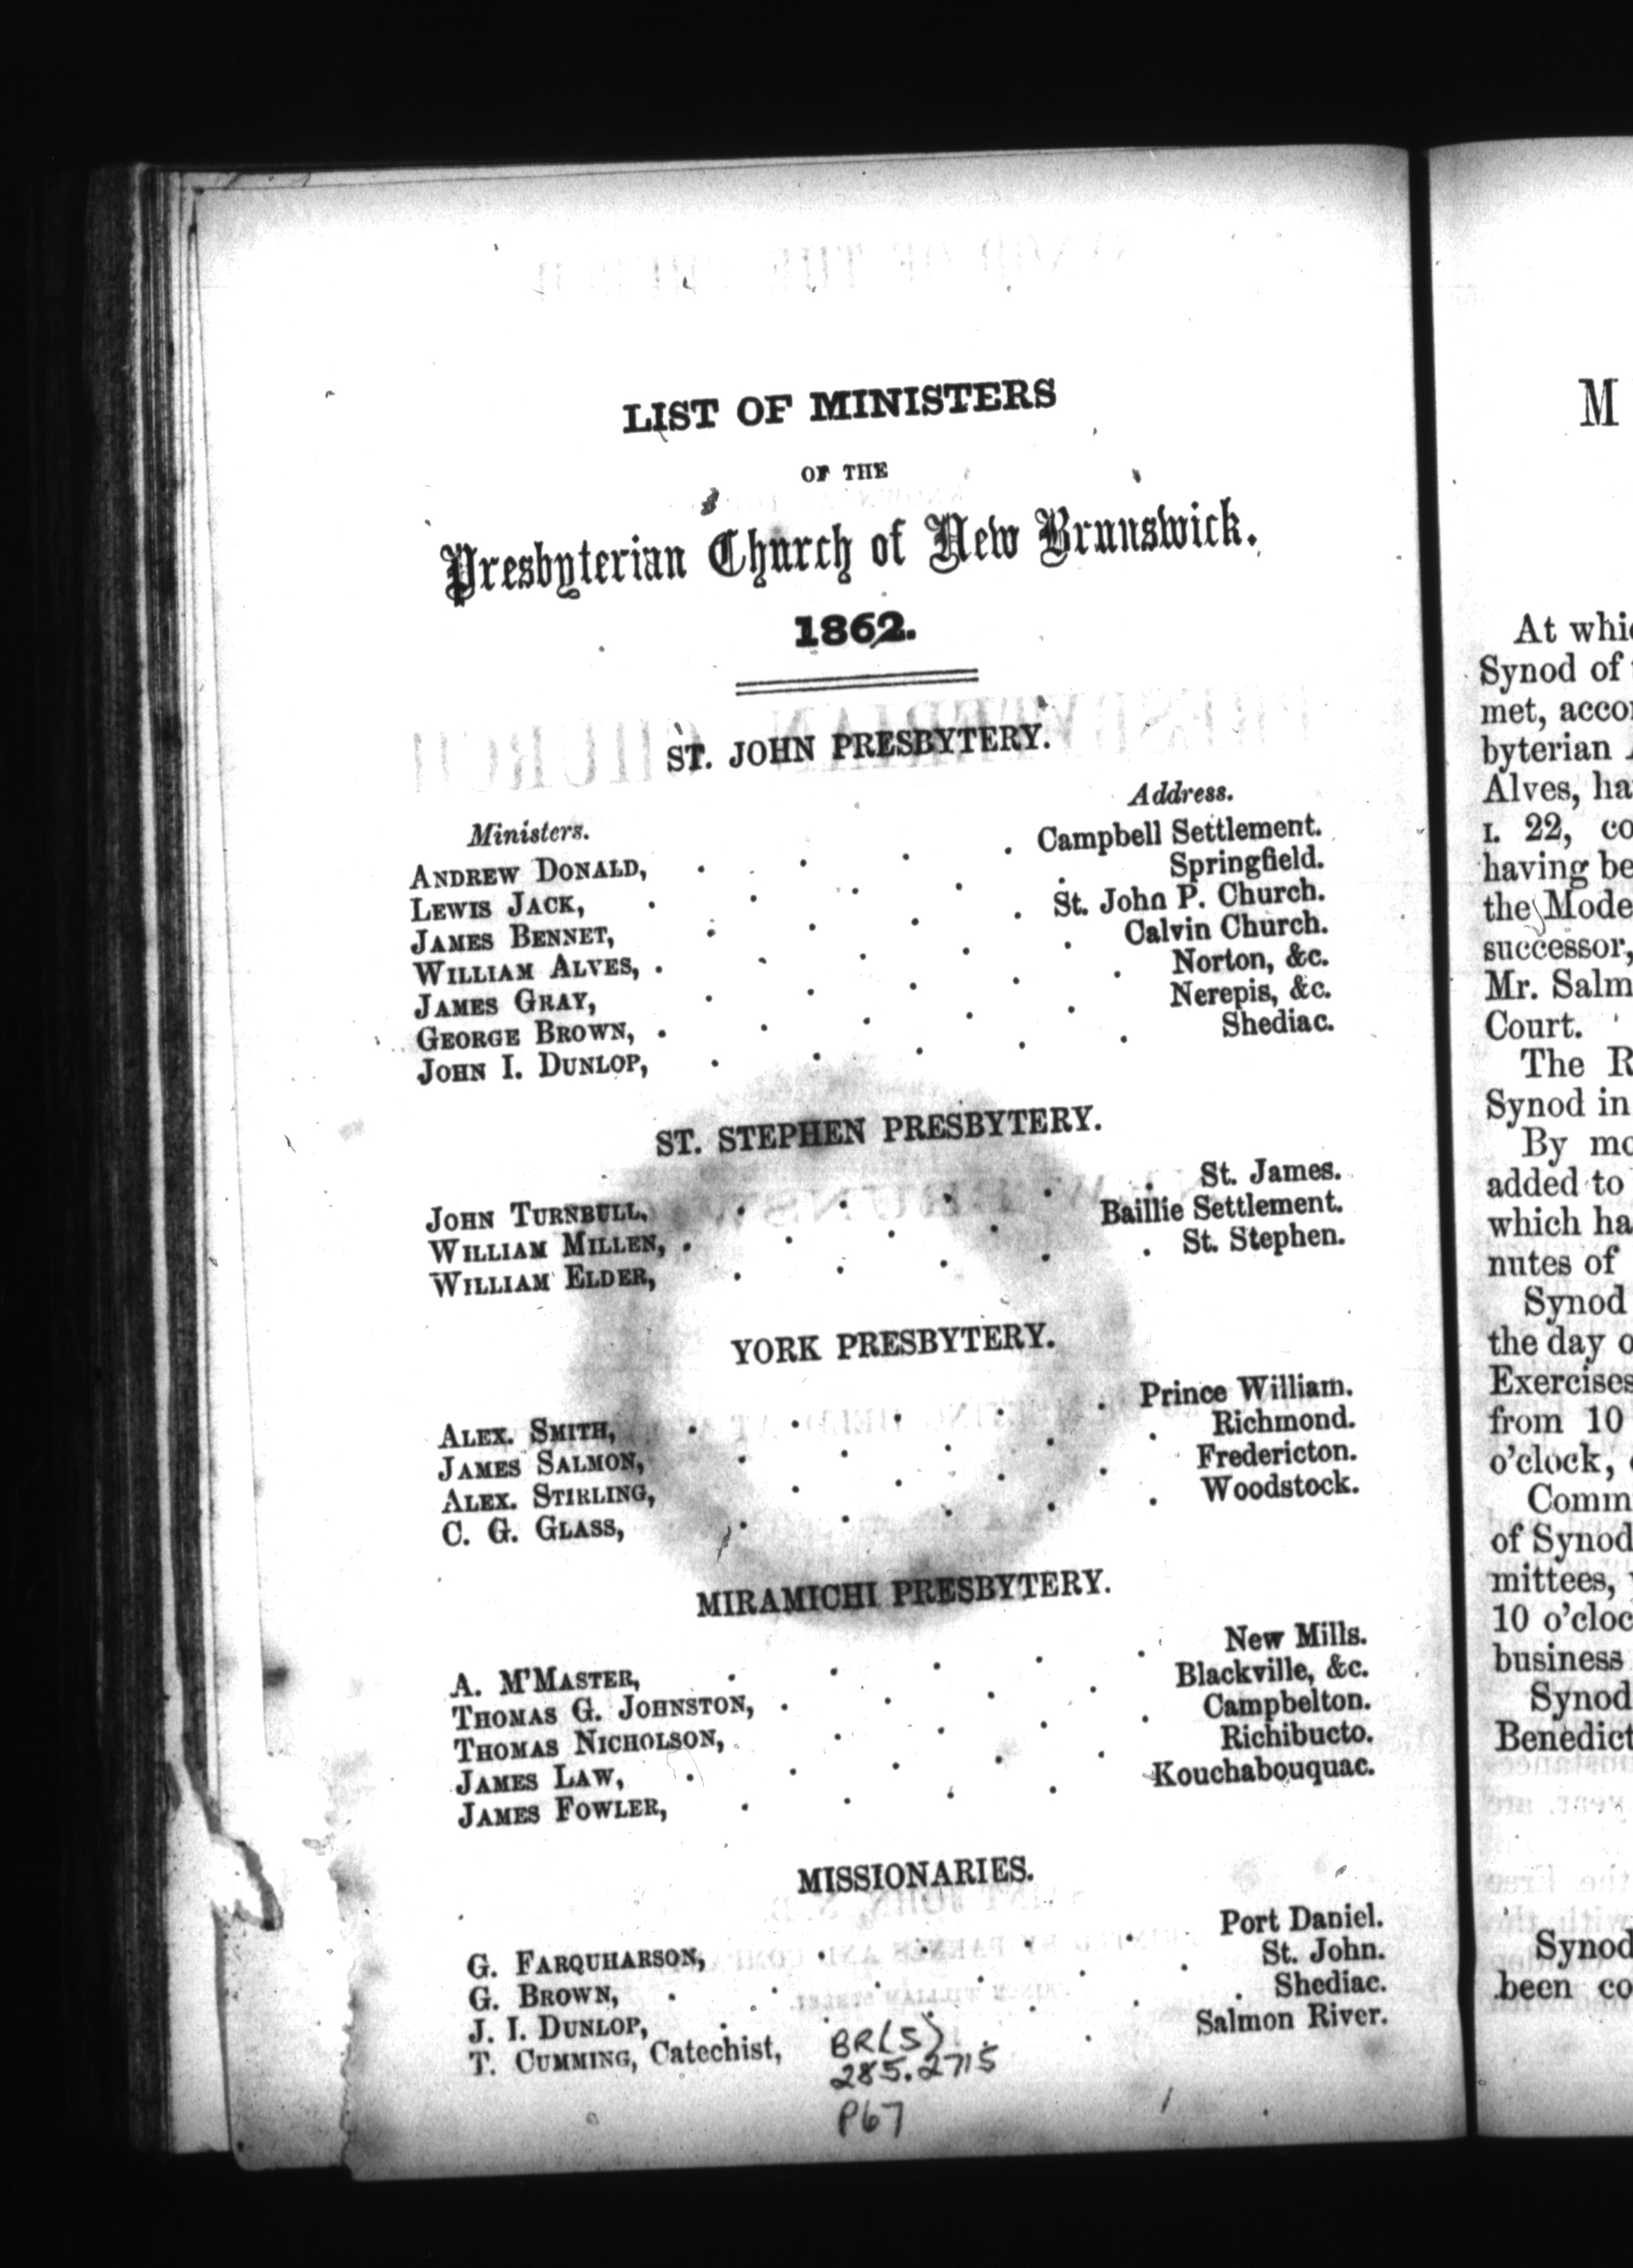 LIST OF MINISTERS
OF THE
Presbyterian Church of New Brunswick.
1862.
ST. JOHN PRESBYTERY.
Ministers. Address.
ANDREW DONALD, . . . . Campbell Settlement.
LEWIS JACK, . . . . . Springfield.
JAMES BENNET, . . . . St. John P. Church.
WILLIAM ALVES, . . . . . Calvin Church.
JAMES GRAY, . . . . . Norton, &c.
GEORGE BROWN, . . . . . Nerepis, &c.
JOHN I. DUNLOP, . . . . . Shediac.
ST. STEPHEN PRESBYTERY.
JOHN TURNBULL, . . . . . St. James.
WILLIAM MILLEN, . . . . Baillie Settlement.
WILLIAM ELDER, . . . . . St. Stephen.
YORK PRESBYTERY.
ALEX. SMITH, . . . . . Prince William.
JAMES SALMON, . . . . . Richmond.
ALEX. STIRLING, . . . . Fredericton.
C. G. GLASS, . . . . . Woodstock.
MIRAMICHI PRESBYTERY.
A. M'MASTER, . . . . . New Mills.
THOMAS G. JOHNSTON, . . . . Blackville, &c.
THOMAS NICHOLSON, . . . . Campbelton.
JAMES LAW, . . . . . Richibucto.
JAMES FOWLER, . . . . Kouchabouquac.
MISSIONARIES.
G. FARQUHARSON, . . . . Port Daniel.
G. BROWN, . . . . . . St. John.
J. I. DUNLOP, . . . . . . Shediac.
T. CUMMING, Catechist, . . Salmon River.
BR(S)
285.2715
P67
M
At whi
Synod of
met, acco
byterian
Alves, ha
I. 22, co
having be
the Mode
successor,
Mr. Salm
Court.
The R
Synod in
By mo
added to
which ha
nutes of
Synod
the day o
Exercises
from 10
o'clock,
Comm
of Synod
mittees,
10 o'cloc
business
Synod
Benedict
Synod
been co